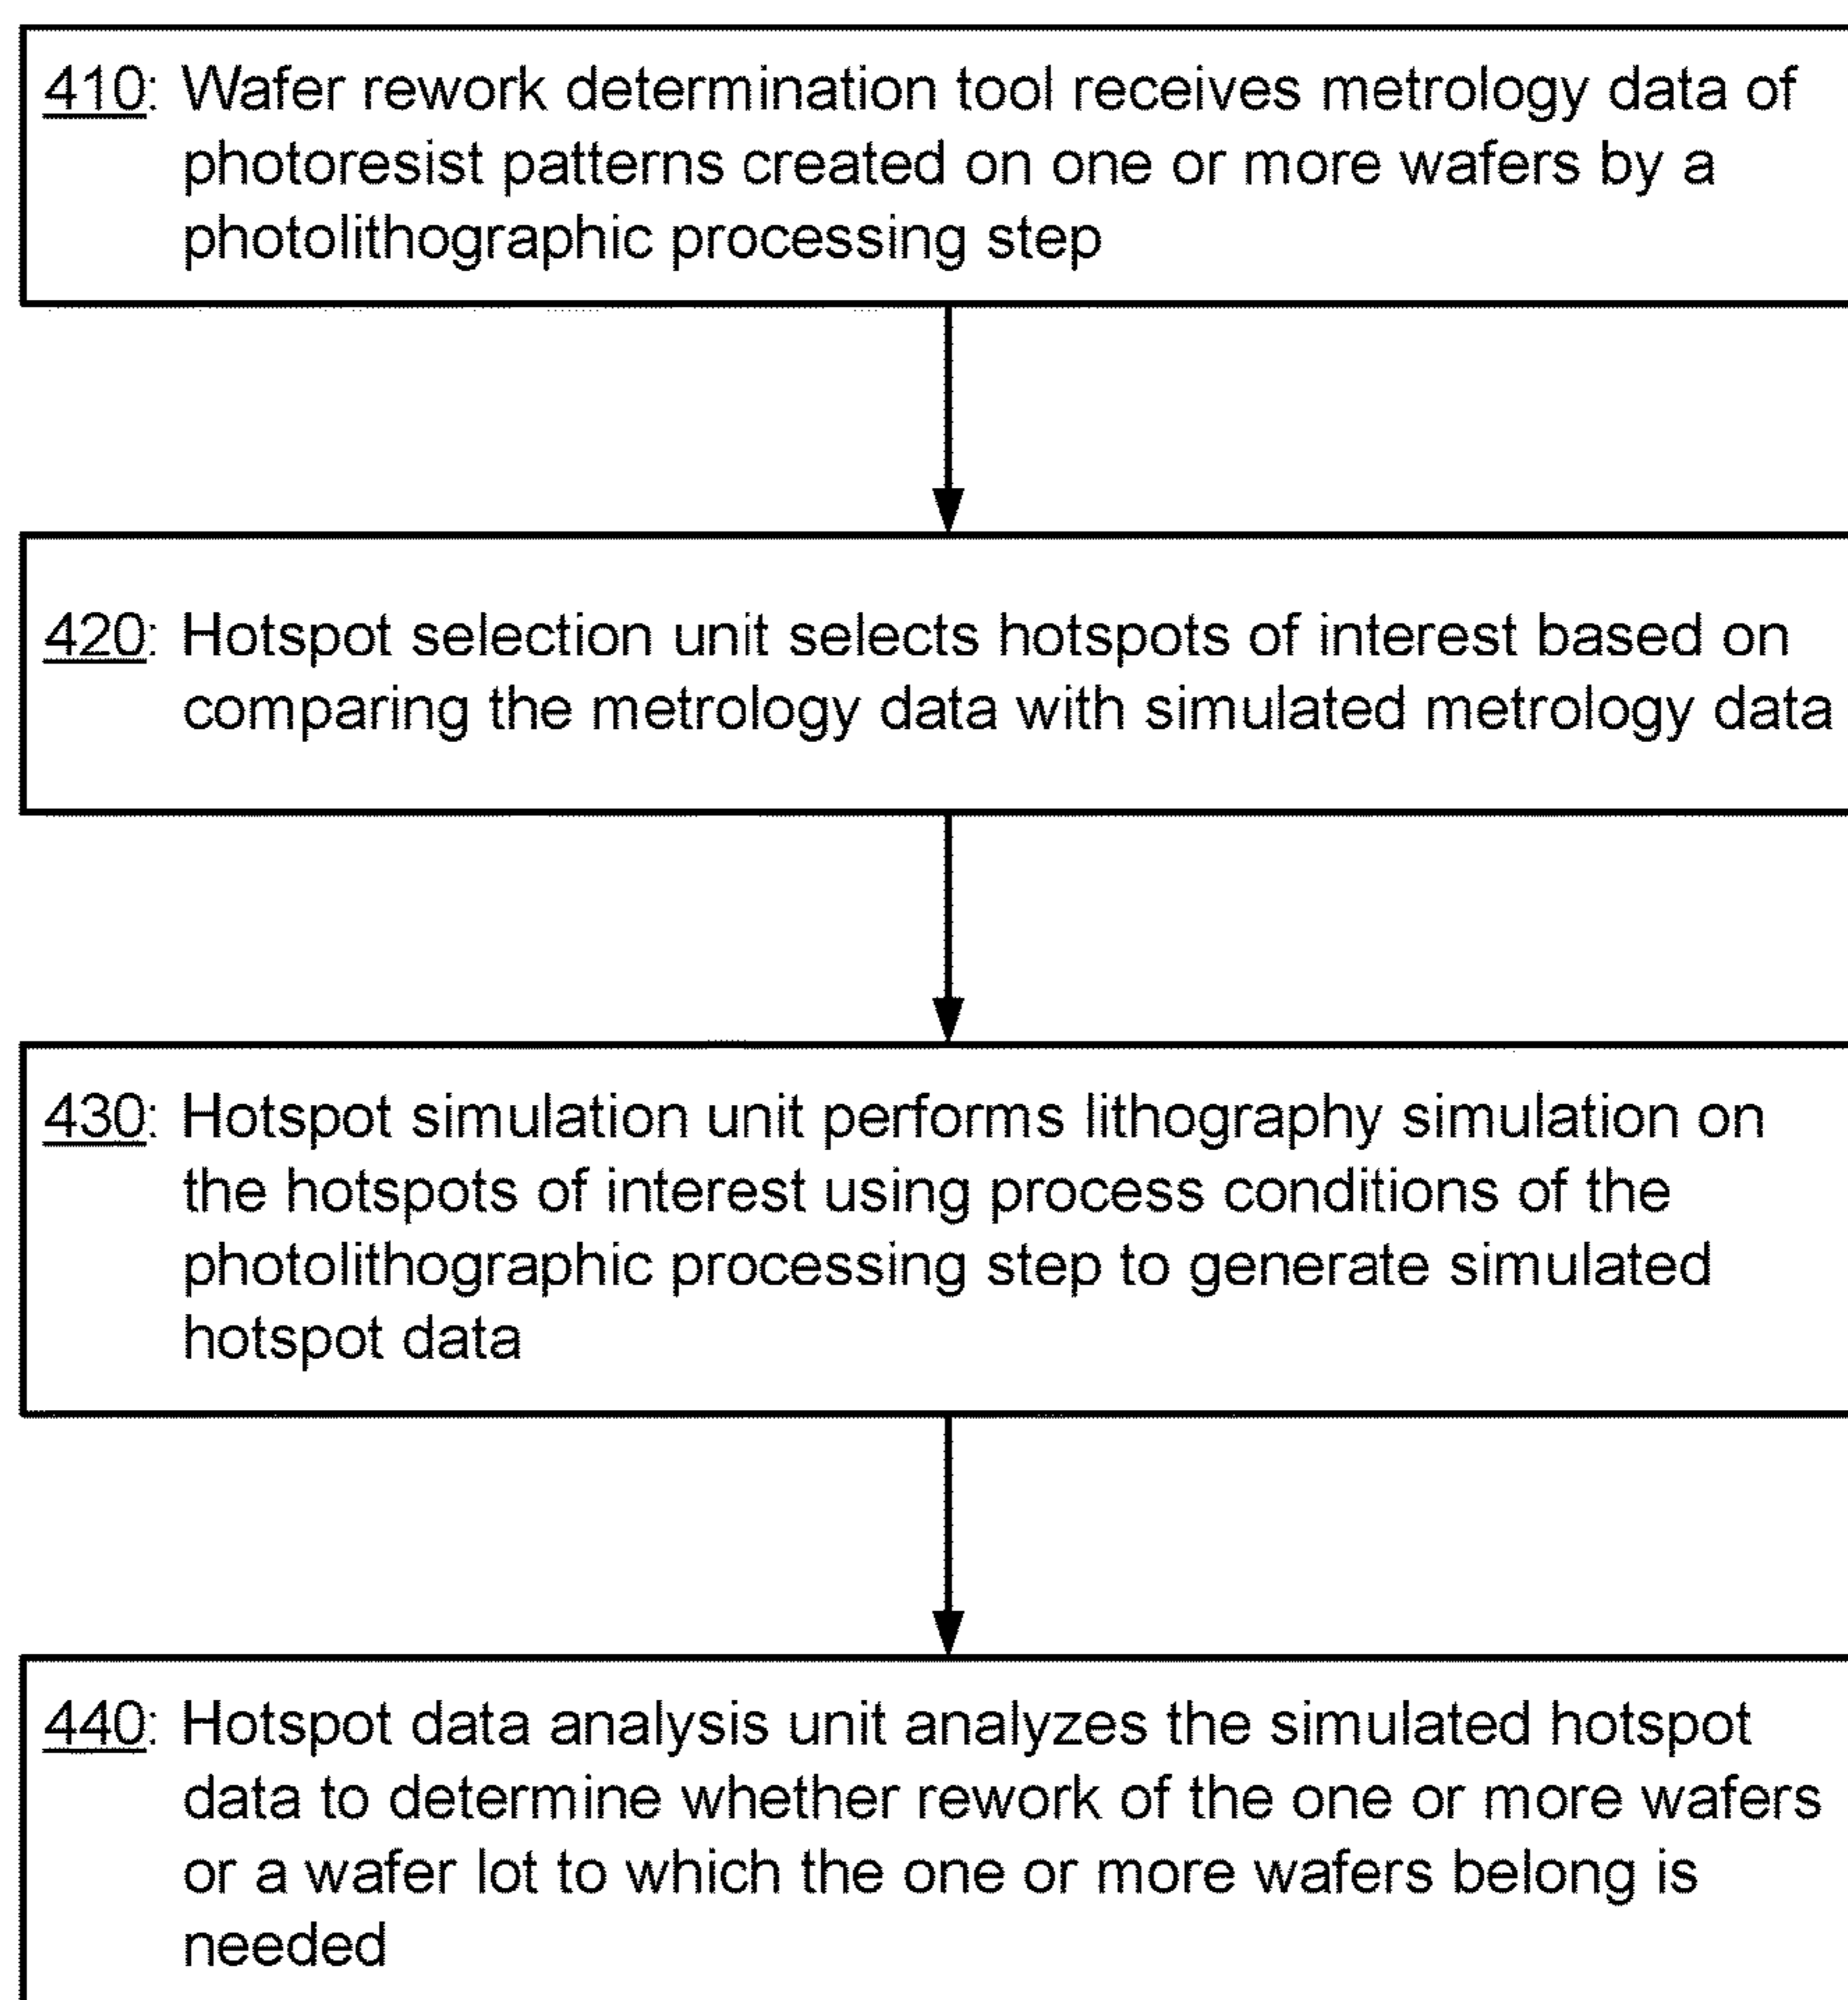 410: Wafer rework determination tool receives metrology data of
photoresist patterns created on one or more wafers by a
photolithographic processing step
420: Hotspot selection unit selects hotspots of interest based on
comparing the metrology data with simulated metrology data
430: Hotspot simulation unit performs lithography simulation on
the hotspots of interest using process conditions of the
photolithographic processing step to generate simulated
hotspot data
440: Hotspot data analysis unit analyzes the simulated hotspot
data to determine whether rework of the one or more wafers
or a wafer lot to which the one or more wafers belong is
needed